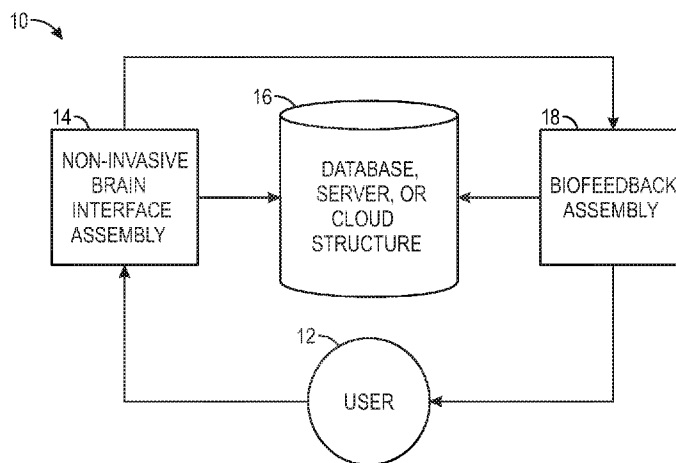 10
14
NON-INVASIVE
BRAIN
INTERFACE
ASSEMBLY
16
DATABASE,
SERVER, OR
CLOUD
STRUCTURE
18
BIOFEEDBACK
ASSEMBLY
12
USER